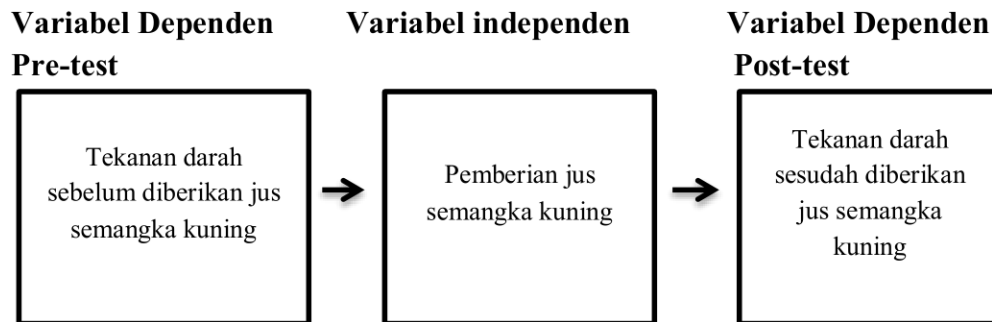 Variabel Dependen
Pre-test
Variabel independen
Variabel Dependen
Post-test
Tekanan darah
sebelum diberikan jus
semangka kuning
Pemberian jus
semangka kuning
Tekanan darah
sesudah diberikan
jus semangka
kuning